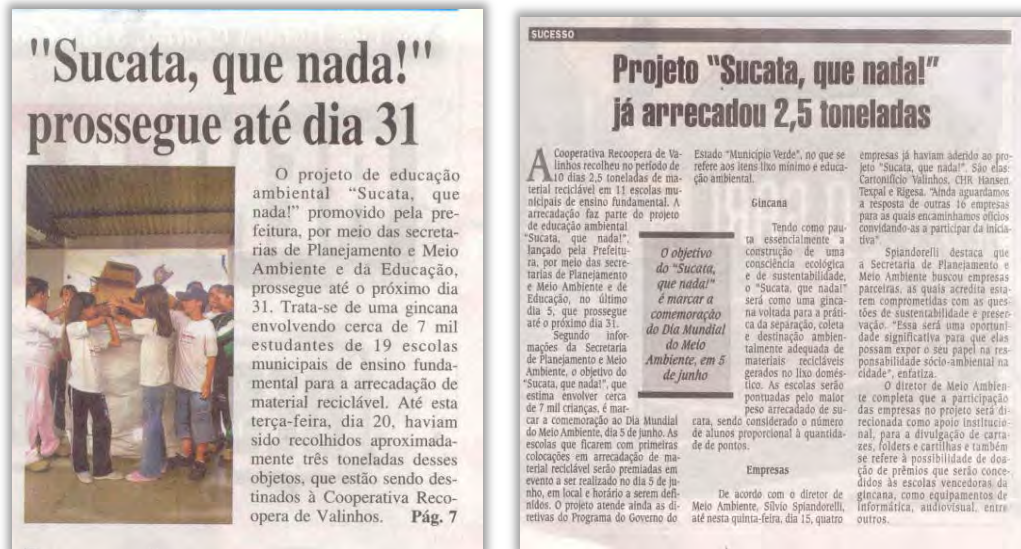 "Sucata, que nada!"
prossegue até dia 31
O projeto de educação
ambiental "Sucata, que
nada!" promovido pela pre-
feitura, por meio das secreta-
rias de Planejamento e Meio
Ambiente e da Educação,
prossegue até o próximo dia
31. Trata-se de uma gincana
envolvendo cerca de 7 mil
estudantes de 19 escolas
municipais de ensino funda-
mental para a arrecadação de
material reciclável. Até esta
terça-feira, dia 20, haviam
sido recolhidos aproximada-
mente três toneladas desses
objetos, que estão sendo des-
tinados à Cooperativa Reco-
opera de Valinhos. Pág. 7
SUCESSO
Projeto "Sucata, que nada!"
já arrecadou 2,5 toneladas
A Cooperativa Recoopera de Va-
linhos recolheu no período de
10 dias 2,5 toneladas de ma-
terial reciclável em 11 escolas mu-
nicipais de ensino fundamental. A
arrecadação faz parte do projeto
de educação ambiental
"Sucata, que nada!",
lançado pela Prefeitu-
ra, por meio das secre-
tarias de Planejamento
e Meio Ambiente e de
Educação, no último
dia 5, que prossegue
até o próximo dia 31.
Segundo infor-
mações da Secretaria
de Planejamento e Meio
Ambiente, o objetivo do
"Sucata, que nada!", que
estima envolver cerca
de 7 mil crianças, é mar-
car a comemoração ao Dia Mundial
do Meio Ambiente, dia 5 de junho. As
escolas que ficarem com primeiras
colocações em arrecadação de ma-
terial reciclável serão premiadas em
evento a ser realizado no dia 5 de ju-
nho, em local e horário a serem defi-
nidos. O projeto atende ainda as di-
retivas do Programa do Governo do
O objetivo
do "Sucata,
que nada!"
é marcar a
comemoração
do Dia Mundial
do Meio
Ambiente, em 5
de junho
Estado "Município Verde", no que se
refere aos itens lixo mínimo e educa-
ção ambiental.
Gincana
Tendo como pau-
ta essencialmente a
construção de uma
consciência ecológica
e de sustentabilidade,
o "Sucata, que nada!"
será como uma ginca-
na voltada para a práti-
ca da separação, coleta
e destinação ambien-
talmente adequada de
materiais recicláveis
gerados no lixo domés-
tico. As escolas serão
pontuadas pelo maior
peso arrecadado de su-
cata, sendo considerado o número
de alunos proporcional à quantida-
de de pontos.
Empresas
De acordo com o diretor de
Meio Ambiente, Silvio Spiandorelli,
até nesta quinta-feira, dia 15, quatro
empresas já haviam aderido ao pro-
jeto "Sucata, que nada!". São elas:
Cartonifício Valinhos, CHR Hansen,
Texpal e Rigesa. "Ainda aguardamos
a resposta de outras 16 empresas
para as quais encaminhamos ofícios
convidando-as a participar da inicia-
tiva".
Spiandorelli destaca que
a Secretaria de Planejamento e
Meio Ambiente buscou empresas
parceiras, as quais acredita esta-
rem comprometidas com as ques-
tões de sustentabilidade e preser-
vação. "Essa será uma oportuni-
dade significativa para que elas
possam expor o seu papel na res-
ponsabilidade sócio-ambiental na
cidade", enfatiza.
O diretor de Meio Ambien-
te completa que a participação
das empresas no projeto será di-
recionada como apoio institucio-
nal, para a divulgação de carta-
zes, folders e cartilhas e também
se refere à possibilidade de doa-
ção de prêmios que serão conce-
didos às escolas vencedoras da
gincana, como equipamentos de
informática, audiovisual, entre
outros.